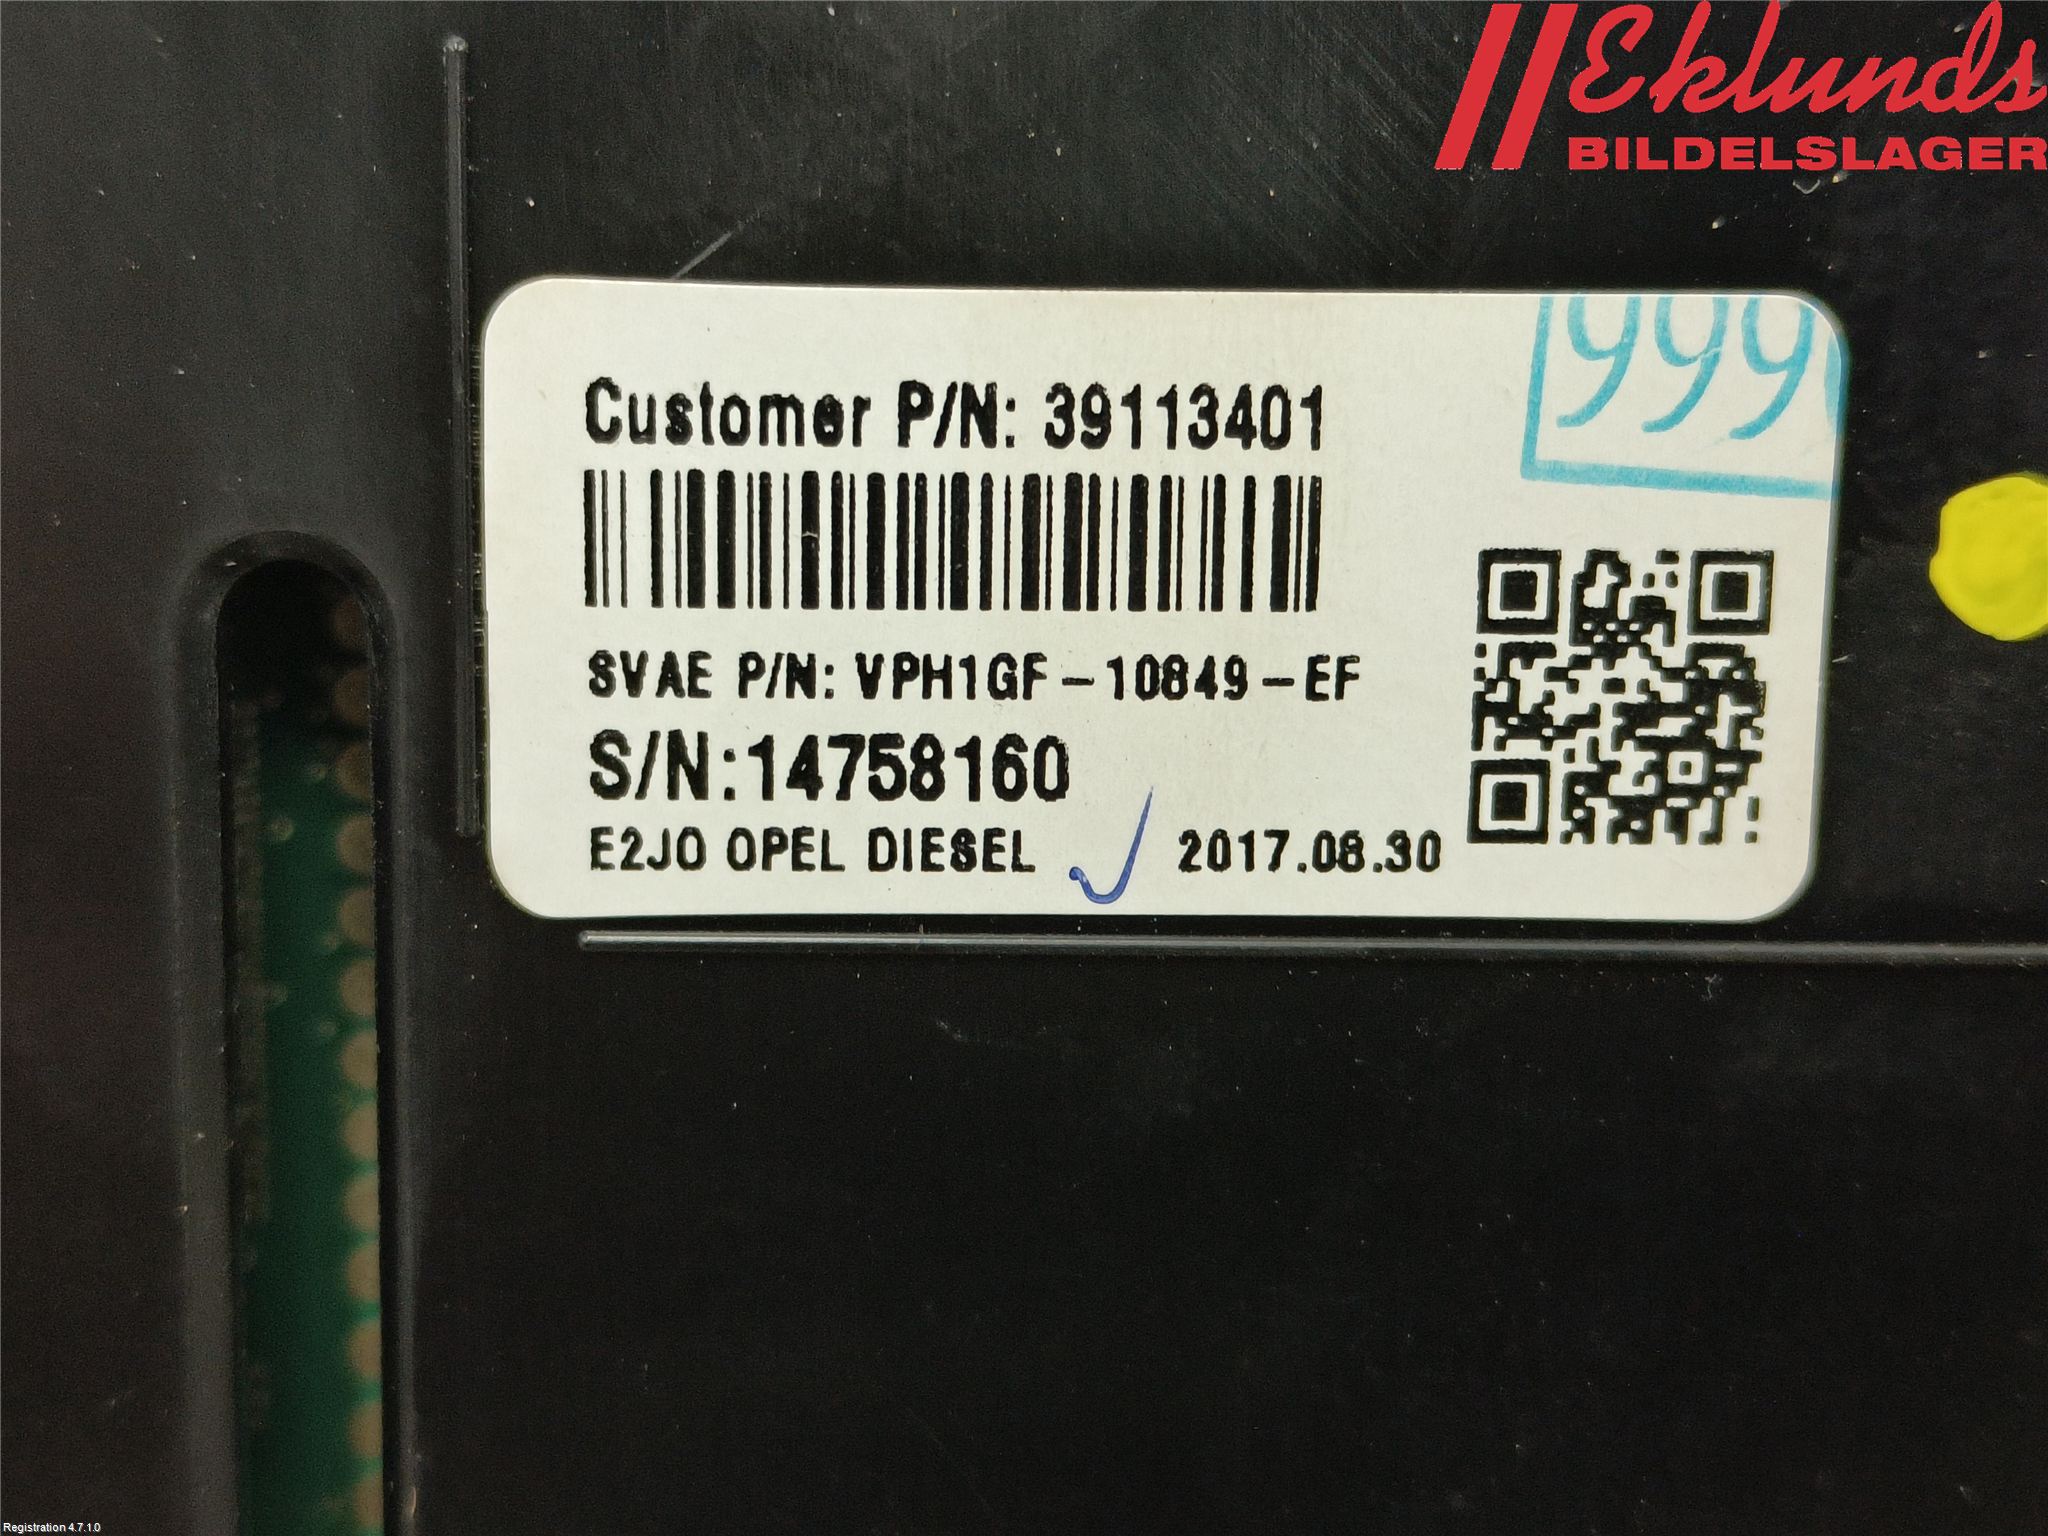 Eklunds
BILDELSLAGER
999
Customer P/N: 39113401
SVAE P/N: VPH1GF-10849-EF
S/N:14758160
E2JO OPEL DIESEL 2017.08.30
Registration 4.7.1.0